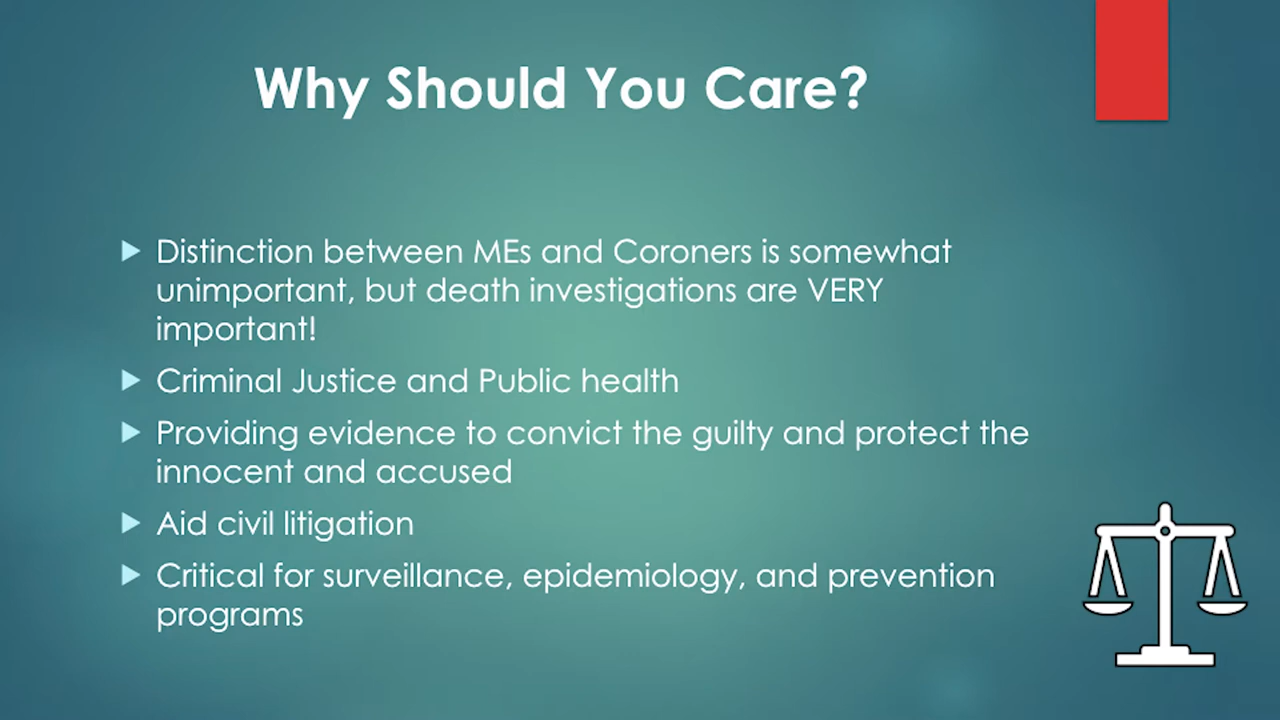 Why Should You Care?
Distinction between MEs and Coroners is somewhat
unimportant, but death investigations are VERY
important!
Criminal Justice and Public health
Providing evidence to convict the guilty and protect the
innocent and accused
Aid civil litigation
Critical for surveillance, epidemiology, and prevention
programs